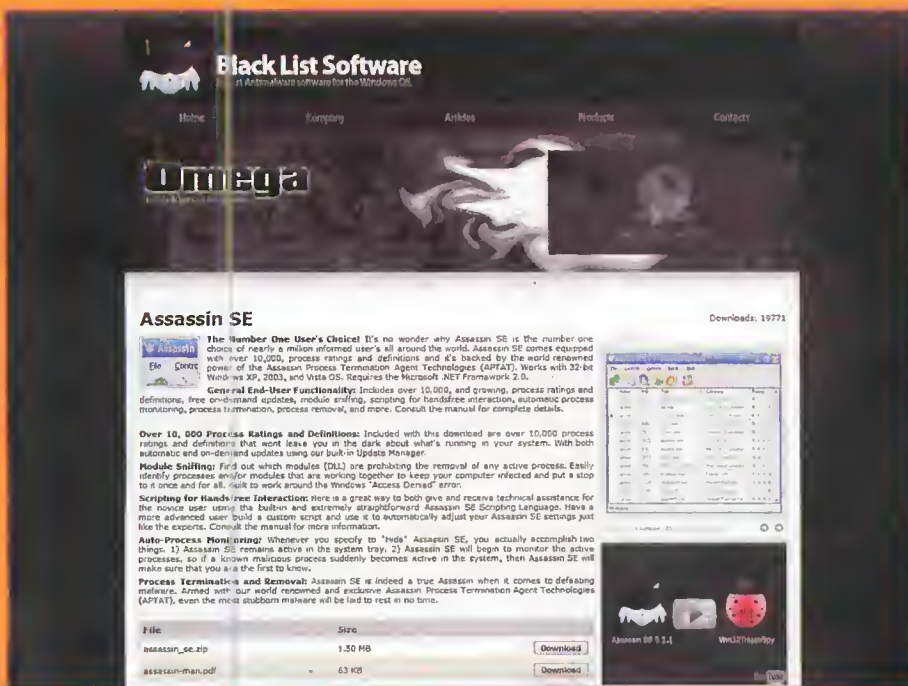 Black List Software
Antimalware software for the Windows OS.
Home Company Articles Products Contacts
Omega
Assassin SE
Downloads: 19771
Assassin
File
The Number One User's Choice! It's no wonder why Assassin SE is the number one
choice of nearly a million informed user's all around the world. Assassin SE comes equipped
with over 10,000, process ratings and definitions and it's backed by the world renowned
power of the Assassin Process Termination Agent Technologies (APTAT). Works with 32-bit
Windows XP, 2003, and Vista OS. Requires the Microsoft .NET Framework 2.0.
General End-User Functionality: Includes over 10,000, and growing, process ratings and
definitions, free on-demand updates, module sniffing, scripting for handsfree interaction, automatic process
monitoring, process termination, process removal, and more. Consult the manual for complete details.
Over 10, 000 Process Ratings and Definitions: Included with this download are over 10,000 process
ratings and definitions that wont leave you in the dark about what's running in your system. With both
automatic and on-demand updates using our built-in Update Manager.
Module Sniffing: Find out which modules (DLL) are prohibiting the removal of any active process. Easily
identify processes and/or modules that are working together to keep your computer infected and put a stop
to it once and for all. Built to work around the Windows "Access Denied" error.
Scripting for Hands-free Interaction: Here is a great way to both give and receive technical assistance for
the novice user using the built-in and extremely straightforward Assassin SE Scripting Language. Have a
more advanced user build a custom script and use it to automatically adjust your Assassin SE settings just
like the experts. Consult the manual for more information.
Auto-Process Monitoring: Whenever you specify to "Hide" Assassin SE, you actually accomplish two
things. 1) Assassin SE remains active in the system tray. 2) Assassin SE will begin to monitor the active
processes, so if a known malicious process suddenly becomes active in the system, then Assassin SE will
make sure that you are the first to know.
Process Termination and Removal: Assassin SE is indeed a true Assassin when it comes to defeating
malware. Armed with our world renowned and exclusive Assassin Process Termination Agent Technologies
(APTAT), even the most stubborn malware will be laid to rest in no time.
File Size
assassin_se.zip 1.50 MB Download
assassin-man.pdf 63 KB Download